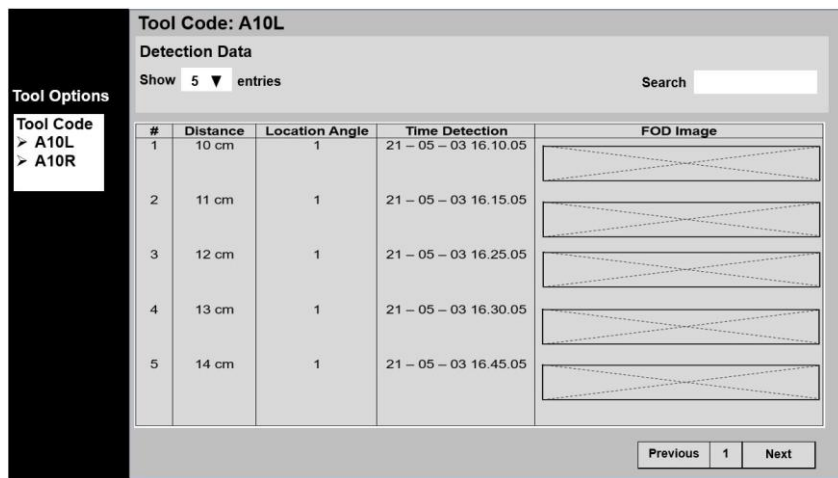 Tool Code: A10L
Detection Data
Show 5 ▼ entries
Search
Tool Options
Tool Code
➢ A10L
➢ A10R
# Distance Location Angle Time Detection FOD Image
1 10 cm 1 21 – 05 – 03 16.10.05
2 11 cm 1 21 – 05 – 03 16.15.05
3 12 cm 1 21 – 05 – 03 16.25.05
4 13 cm 1 21 – 05 – 03 16.30.05
5 14 cm 1 21 – 05 – 03 16.45.05
Previous 1 Next